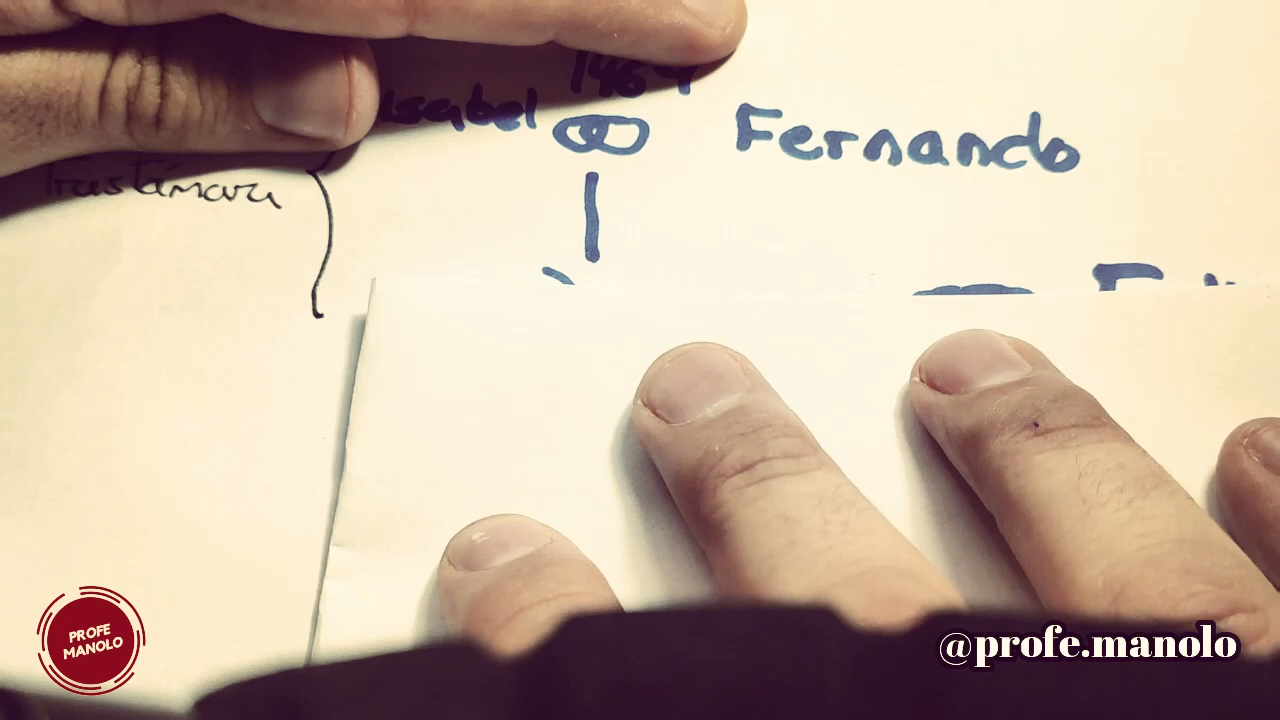 1469
Isabel
Fernando
Trastámara
PROFE
MANOLO
@profe.manolo